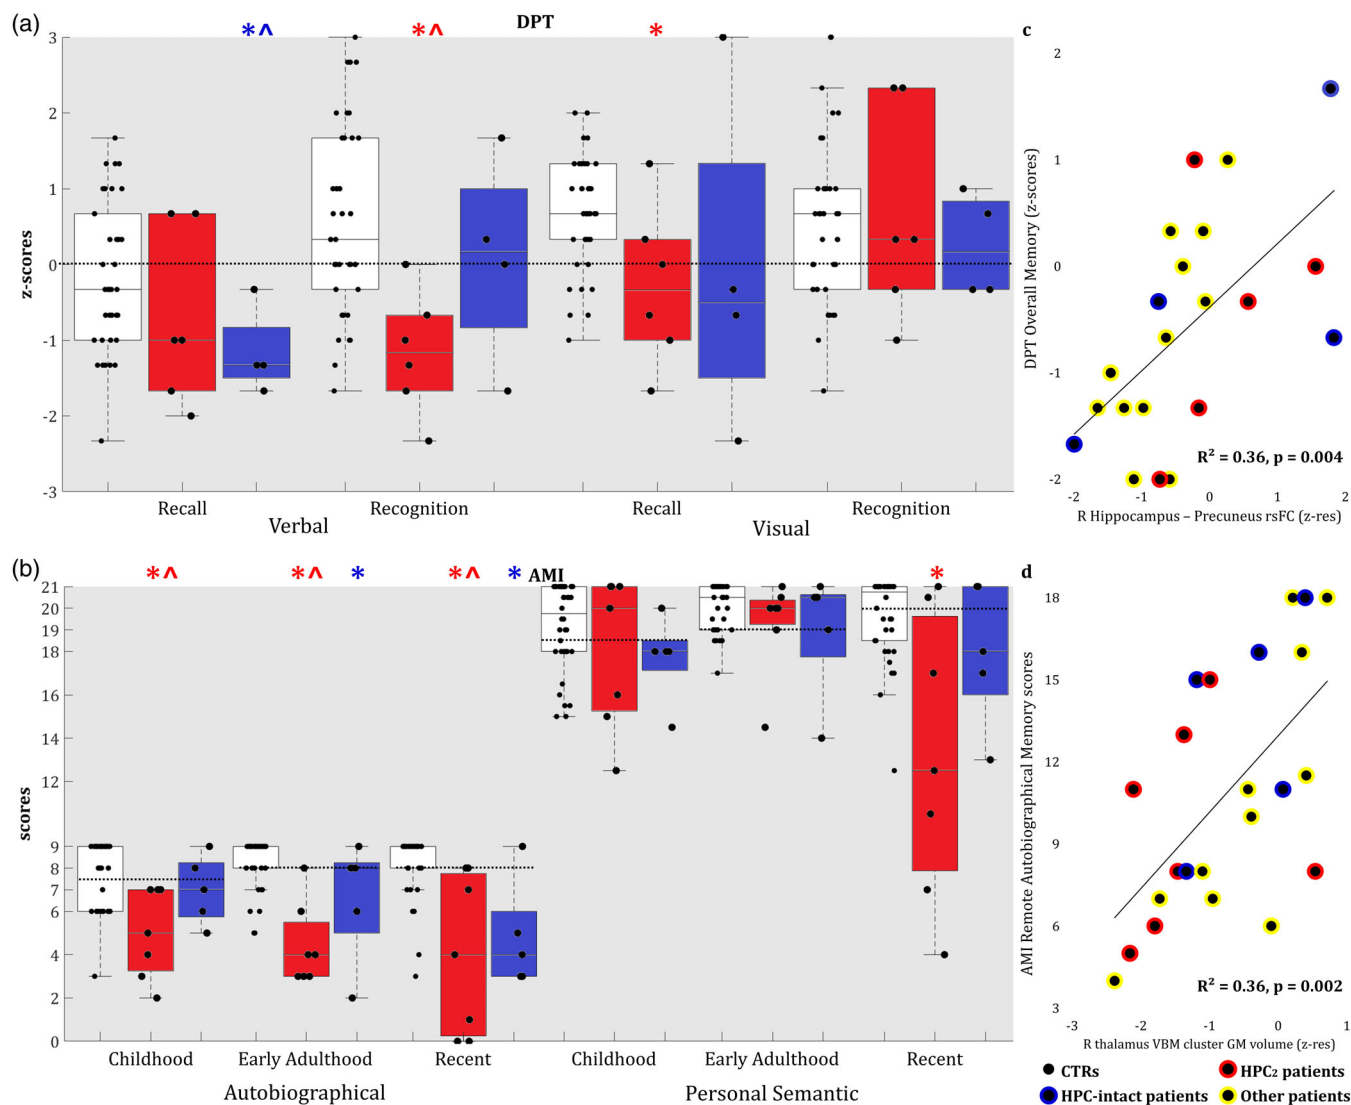 (a)
DPT
*^
*^
*
z-scores
3
2
1
0
-1
-2
-3
Recall
Recognition
Recall
Recognition
Verbal
Visual
c
DPT Overall Memory (z-scores)
2
1
0
-1
-2
R² = 0.36, p = 0.004
-2 -1 0 1 2
R Hippocampus – Precuneus rsFC (z-res)
(b)
*^
*^
*
*^
*
AMI
*
scores
21
20
19
18
16
14
12
9
8
7
6
4
2
0
Childhood
Early Adulthood
Recent
Childhood
Early Adulthood
Recent
Autobiographical
Personal Semantic
d
AMI Remote Autobiographical Memory scores
18
15
12
9
6
3
R² = 0.36, p = 0.002
-3 -2 -1 0 1
R thalamus VBM cluster GM volume (z-res)
CTRs
HPC₂ patients
HPC-intact patients
Other patients